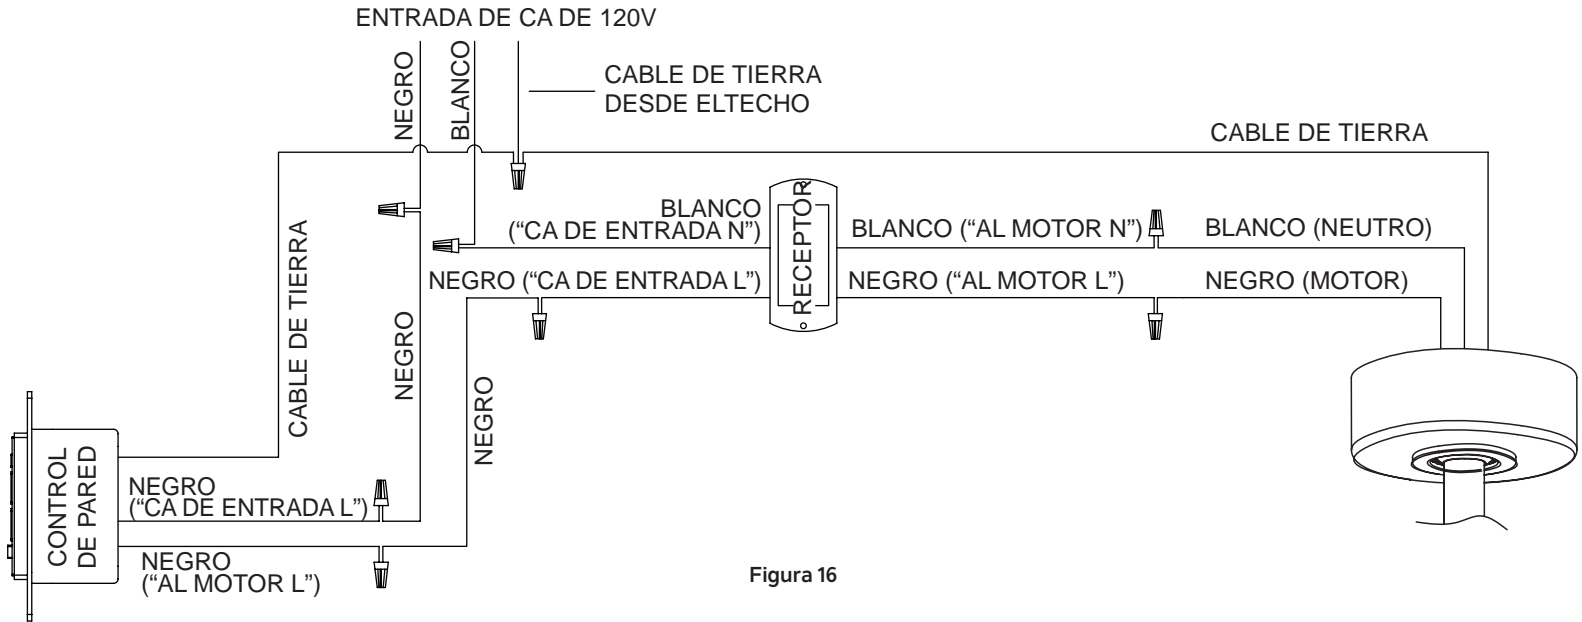 ENTRADA DE CA DE 120V
NEGRO
BLANCO
CABLE DE TIERRA
DESDE ELTECHO
CABLE DE TIERRA
BLANCO
("CA DE ENTRADA N")
RECEPTOR
BLANCO ("AL MOTOR N")
BLANCO (NEUTRO)
NEGRO ("CA DE ENTRADA L")
NEGRO ("AL MOTOR L")
NEGRO (MOTOR)
CABLE DE TIERRA
NEGRO
NEGRO
CONTROL
DE PARED
NEGRO
("CA DE ENTRADA L")
NEGRO
("AL MOTOR L")
Figura 16